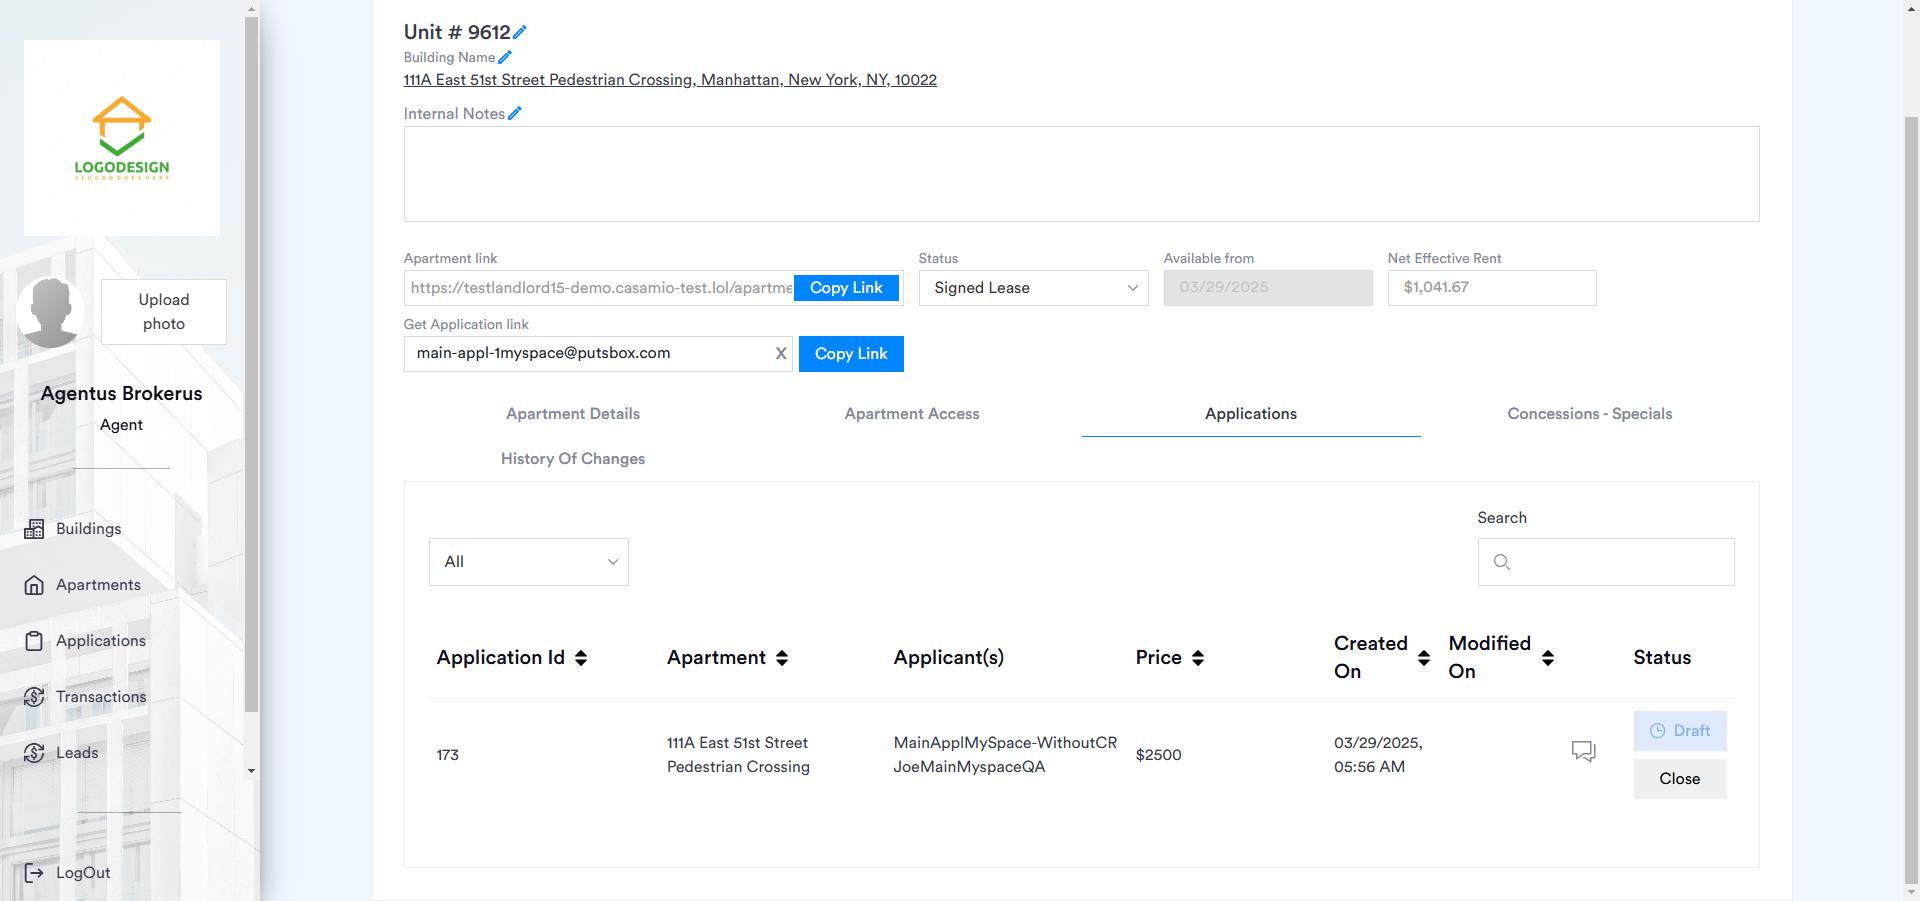 LOGODESIGN
SLOGAN GOES HERE
Upload
photo
Agentus Brokerus
Agent
Buildings
Apartments
Applications
Transactions
Leads
LogOut
Unit # 9612
Building Name
111A East 51st Street Pedestrian Crossing, Manhattan, New York, NY, 10022
Internal Notes
Apartment link
Status
Available from
Net Effective Rent
https://testlandlord15-demo.casamio-test.lol/apartme
Copy Link
Signed Lease
03/29/2025
$1,041.67
Get Application link
main-appl-1myspace@putsbox.com
X
Copy Link
Apartment Details
Apartment Access
Applications
Concessions - Specials
History Of Changes
Search
All
Application Id
Apartment
Applicant(s)
Price
Created
On
Modified
On
Status
173
111A East 51st Street
Pedestrian Crossing
MainApplMySpace-WithoutCR
JoeMainMyspaceQA
$2500
03/29/2025,
05:56 AM
Draft
Close